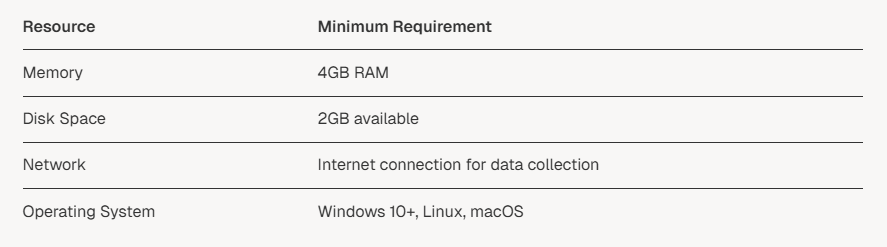 Resource Minimum Requirement
Memory 4GB RAM
Disk Space 2GB available
Network Internet connection for data collection
Operating System Windows 10+, Linux, macOS